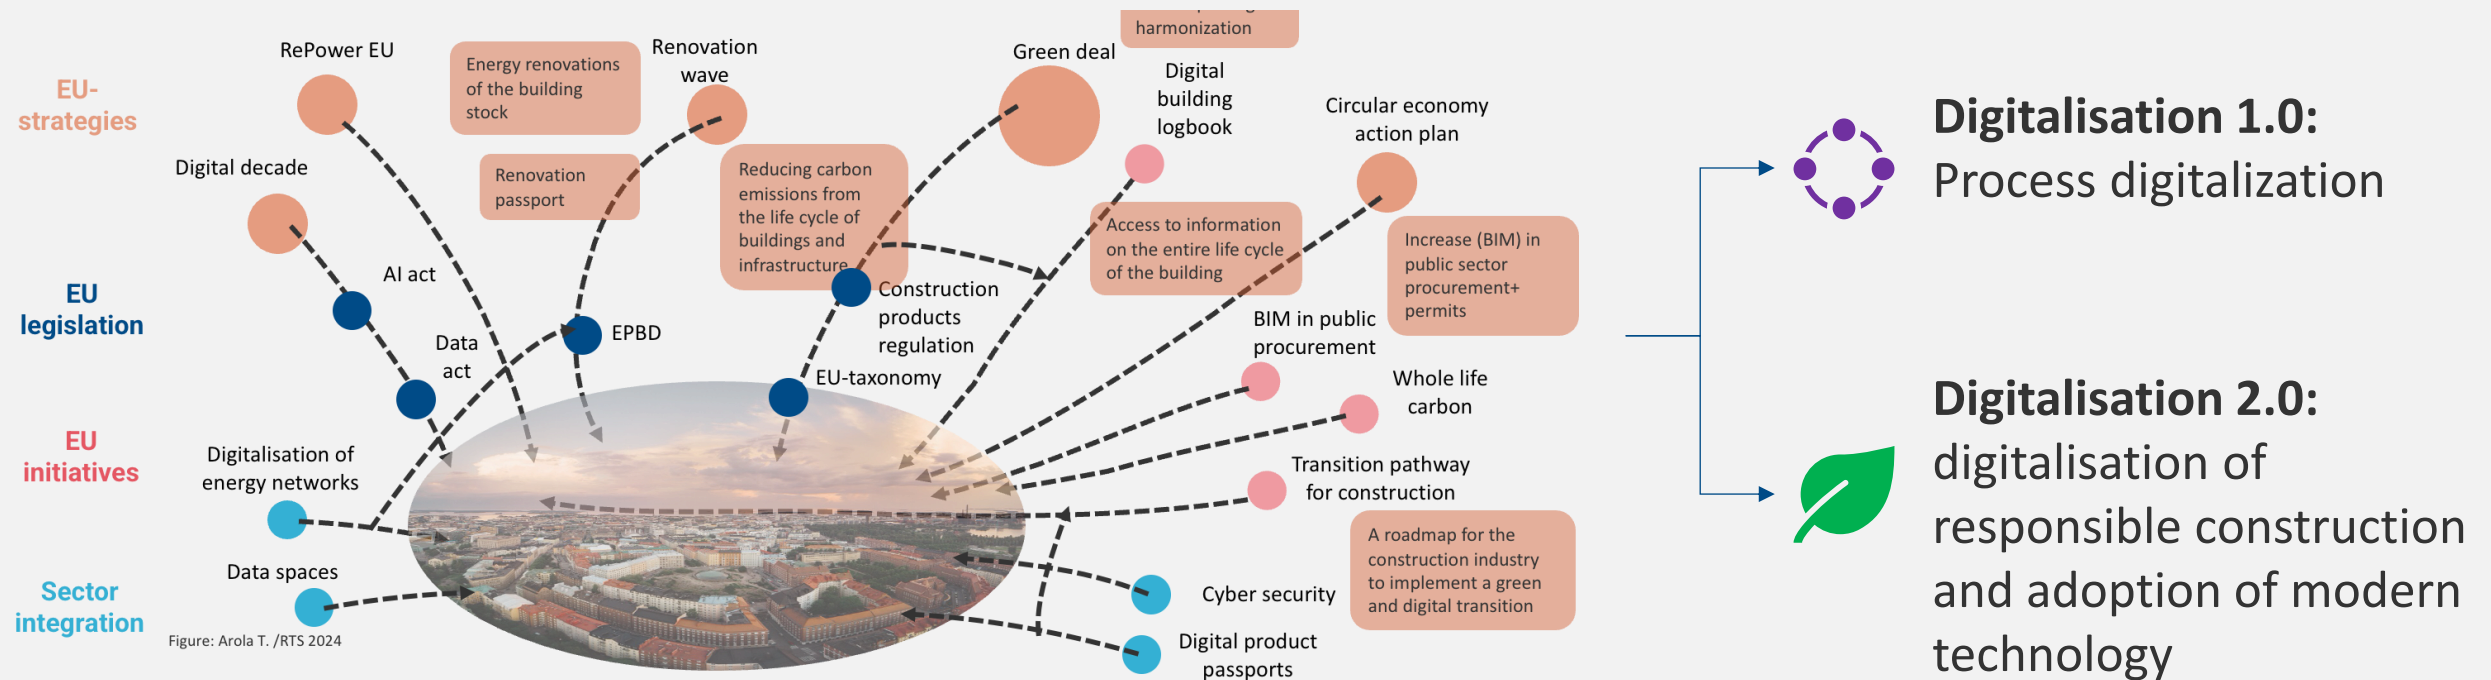 EU-
strategies
EU
legislation
EU
initiatives
Sector
integration
RePower EU
Digital decade
AI act
Data
act
Digitalisation of
energy networks
Data spaces
Figure: Arola T. /RTS 2024
Energy renovations
of the building
stock
Renovation
passport
Renovation
wave
EPBD
Reducing carbon
emissions from
the life cycle of
buildings and
infrastructure
Construction
products
regulation
EU-taxonomy
Green deal
harmonization
Digital
building
logbook
Access to information
on the entire life cycle
of the building
Circular economy
action plan
Increase (BIM) in
public sector
procurement+
permits
BIM in public
procurement
Whole life
carbon
Transition pathway
for construction
A roadmap for the
construction industry
to implement a green
and digital transition
Cyber security
Digital product
passports
Digitalisation 1.0:
Process digitalization
Digitalisation 2.0:
digitalisation of
responsible construction
and adoption of modern
technology